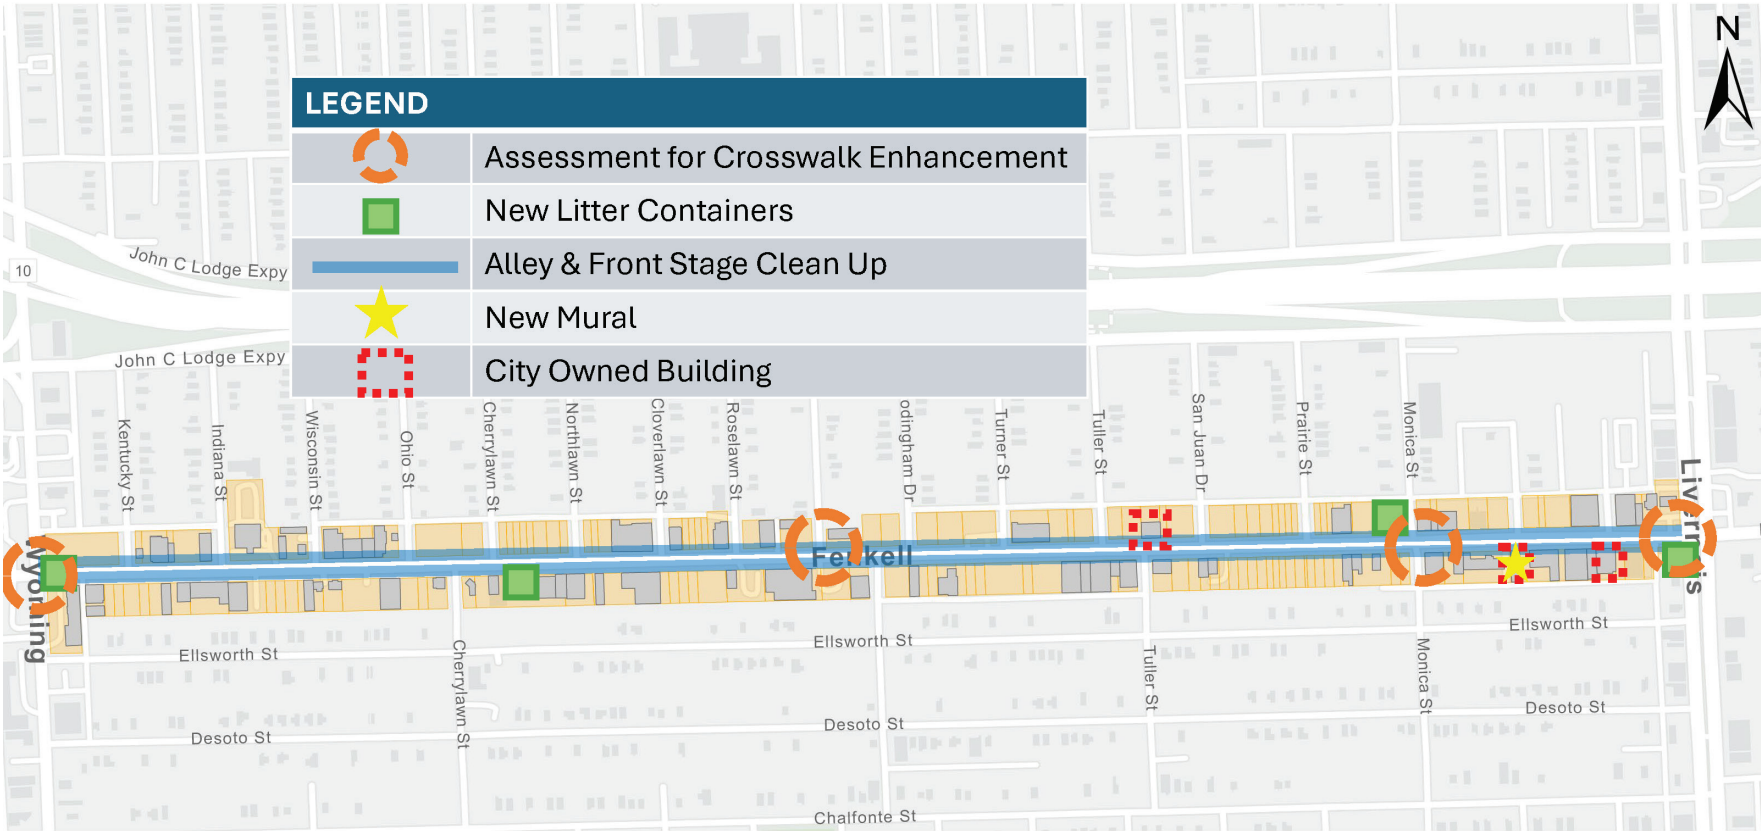 N
LEGEND
Assessment for Crosswalk Enhancement
New Litter Containers
Alley & Front Stage Clean Up
New Mural
City Owned Building
John C Lodge Expy
10
John C Lodge Expy
Kentucky St
Indiana St
Wisconsin St
Ohio St
Cherrylawn St
Northlawn St
Cloverlawn St
Roselawn St
odingham Dr
Turner St
Tuller St
San Juan Dr
Prairie St
Monica St
Livernois
Wyoming
Fenkell
Ellsworth St
Ellsworth St
Ellsworth St
Cherrylawn St
Tuller St
Monica St
Desoto St
Desoto St
Desoto St
Chalfonte St